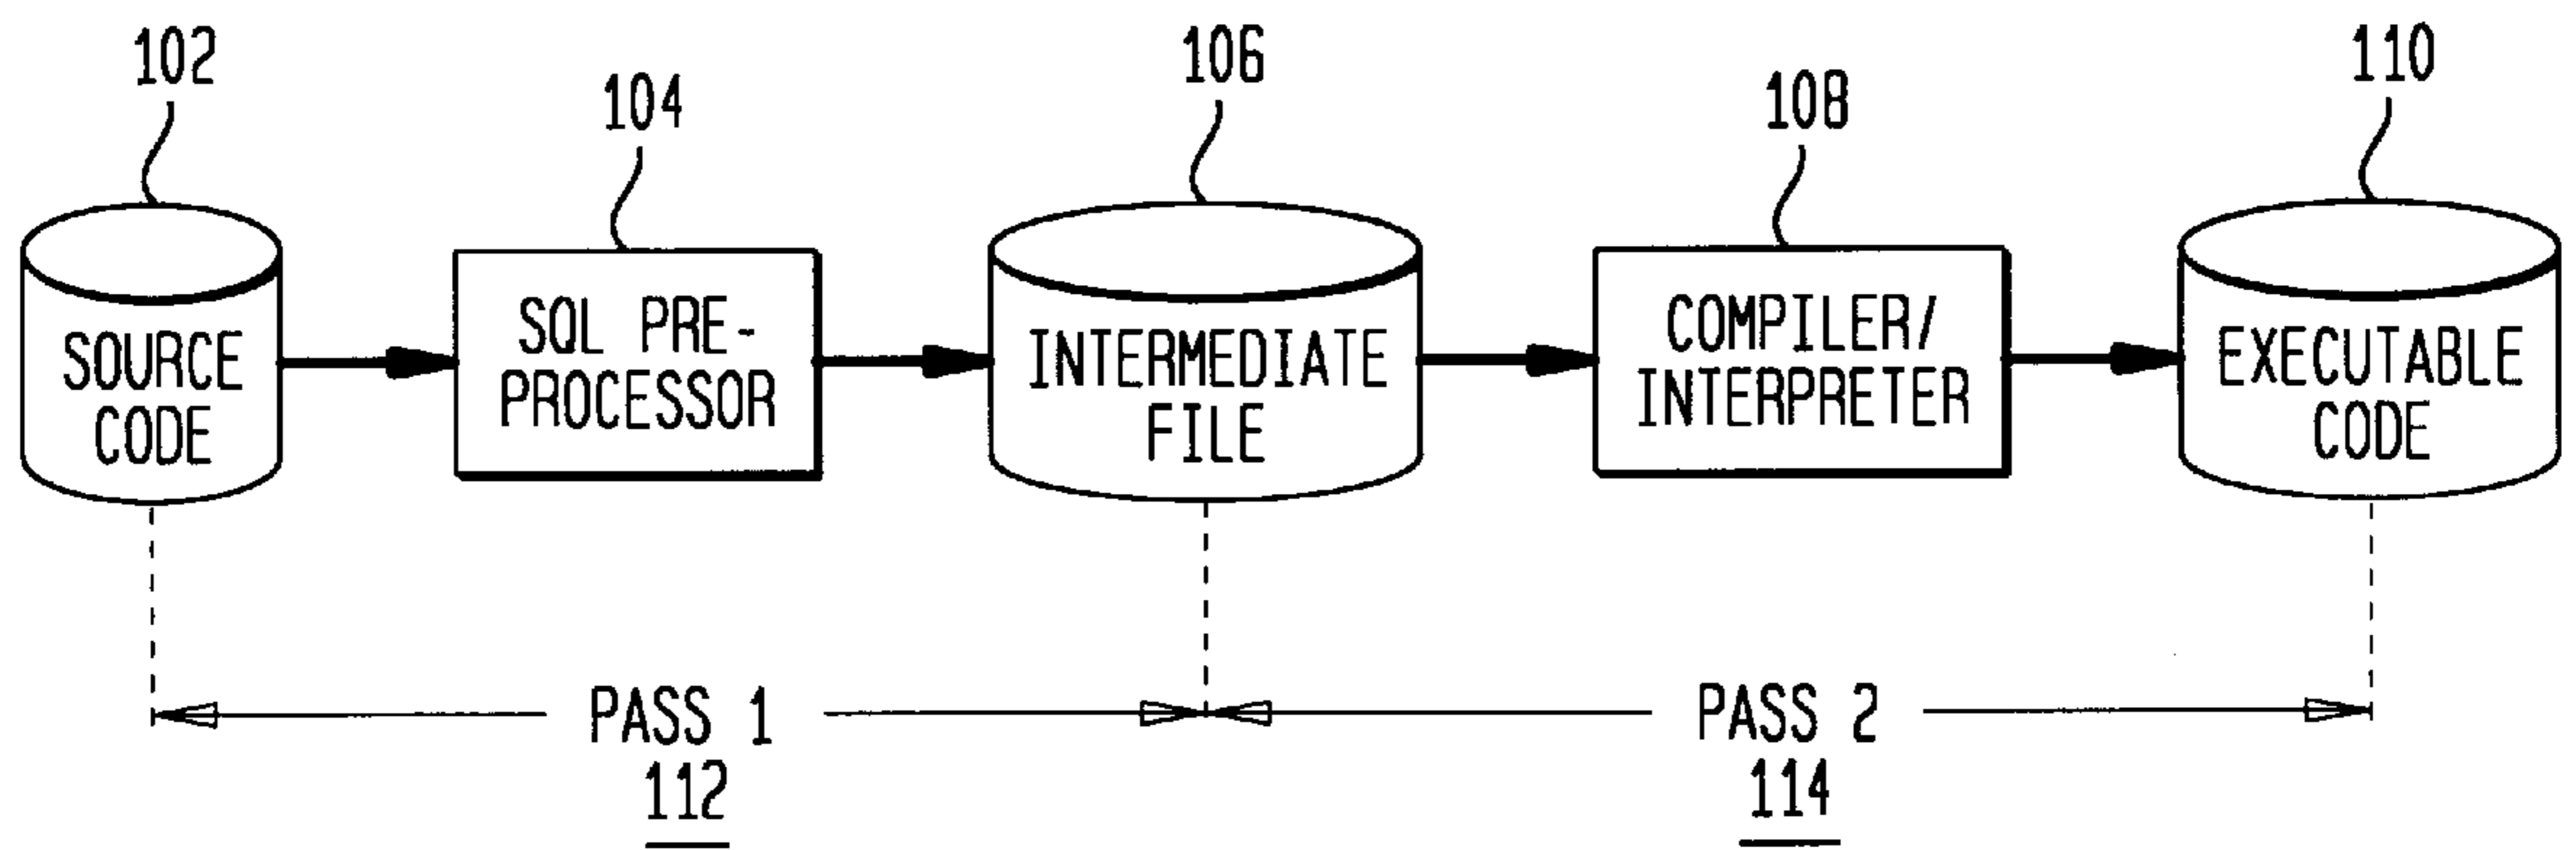 102
104
106
108
110
SOURCE
CODE
SQL PRE-
PROCESSOR
INTERMEDIATE
FILE
COMPILER/
INTERPRETER
EXECUTABLE
CODE
PASS 1
112
PASS 2
114